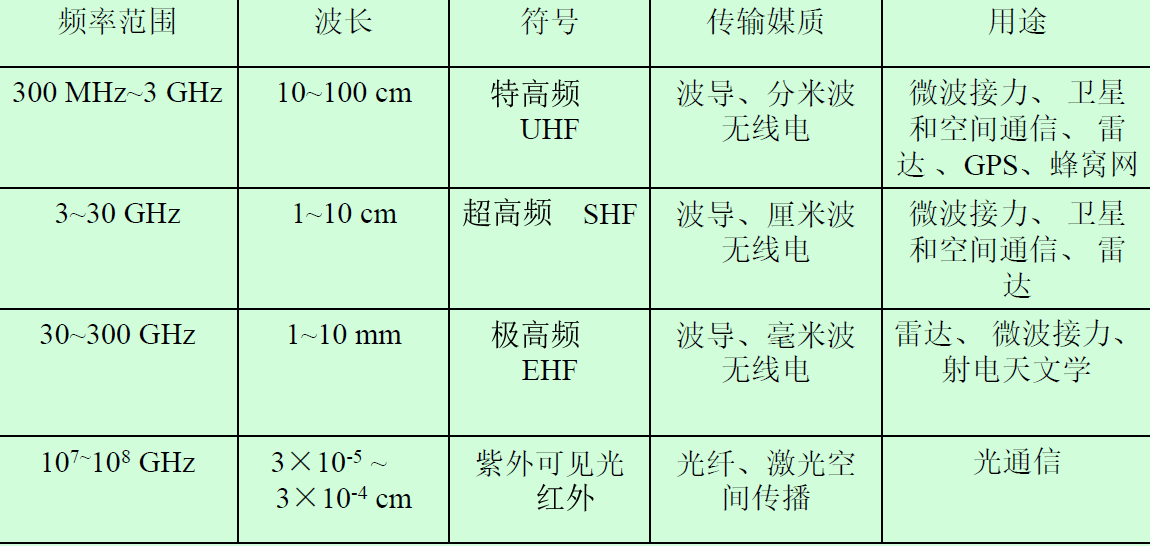 频率范围 波长 符号 传输媒质 用途
300 MHz~3 GHz 10~100 cm 特高频 波导、分米波 微波接力、 卫星
UHF 无线电 和空间通信、 雷
达 、GPS、蜂窝网
3~30 GHz 1~10 cm 超高频 SHF 波导、厘米波 微波接力、 卫星
无线电 和空间通信、 雷
达
30~300 GHz 1~10 mm 极高频 波导、毫米波 雷达、 微波接力、
EHF 无线电 射电天文学
10⁷~10⁸ GHz 3×10⁻⁵ ~ 紫外可见光 光纤、激光空 光通信
3×10⁻⁴ cm 红外 间传播